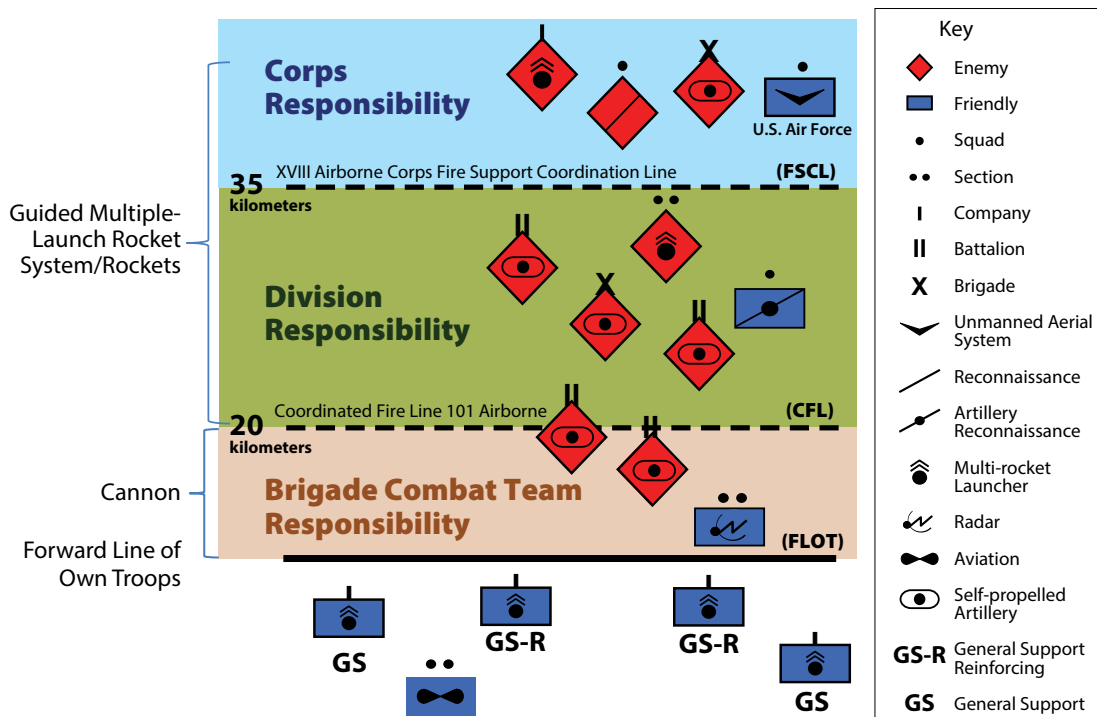 Corps
Responsibility
U.S. Air Force
XVIII Airborne Corps Fire Support Coordination Line
(FSCL)
35
kilometers
Guided Multiple-
Launch Rocket
System/Rockets
Division
Responsibility
Coordinated Fire Line 101 Airborne
(CFL)
20
kilometers
Cannon
Brigade Combat Team
Responsibility
(FLOT)
Forward Line of
Own Troops
GS
GS-R
GS-R
GS
Key
Enemy
Friendly
Squad
Section
Company
Battalion
X
Brigade
Unmanned Aerial
System
Reconnaissance
Artillery
Reconnaissance
Multi-rocket
Launcher
Radar
Aviation
Self-propelled
Artillery
GS-R
General Support
Reinforcing
GS
General Support